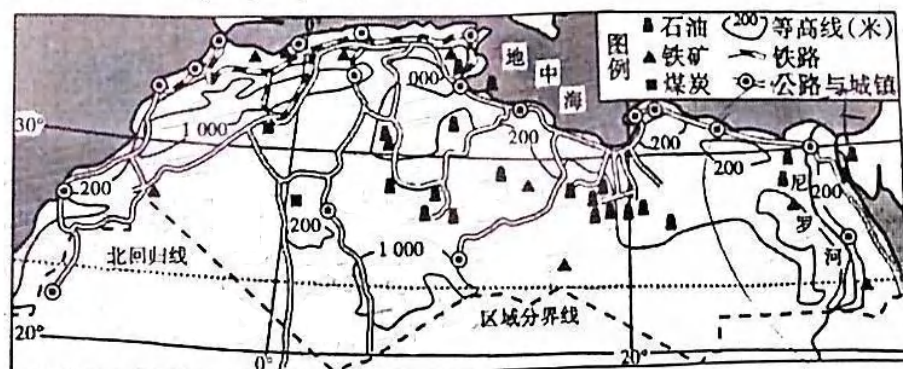 0°
图例
石油
200 等高线(米)
铁矿
铁路
煤炭
公路与城镇
地中海
000
1 000
30°
200
200
200
200
尼罗河
200
北回归线
1 000
区域分界线
20°
0°
20°